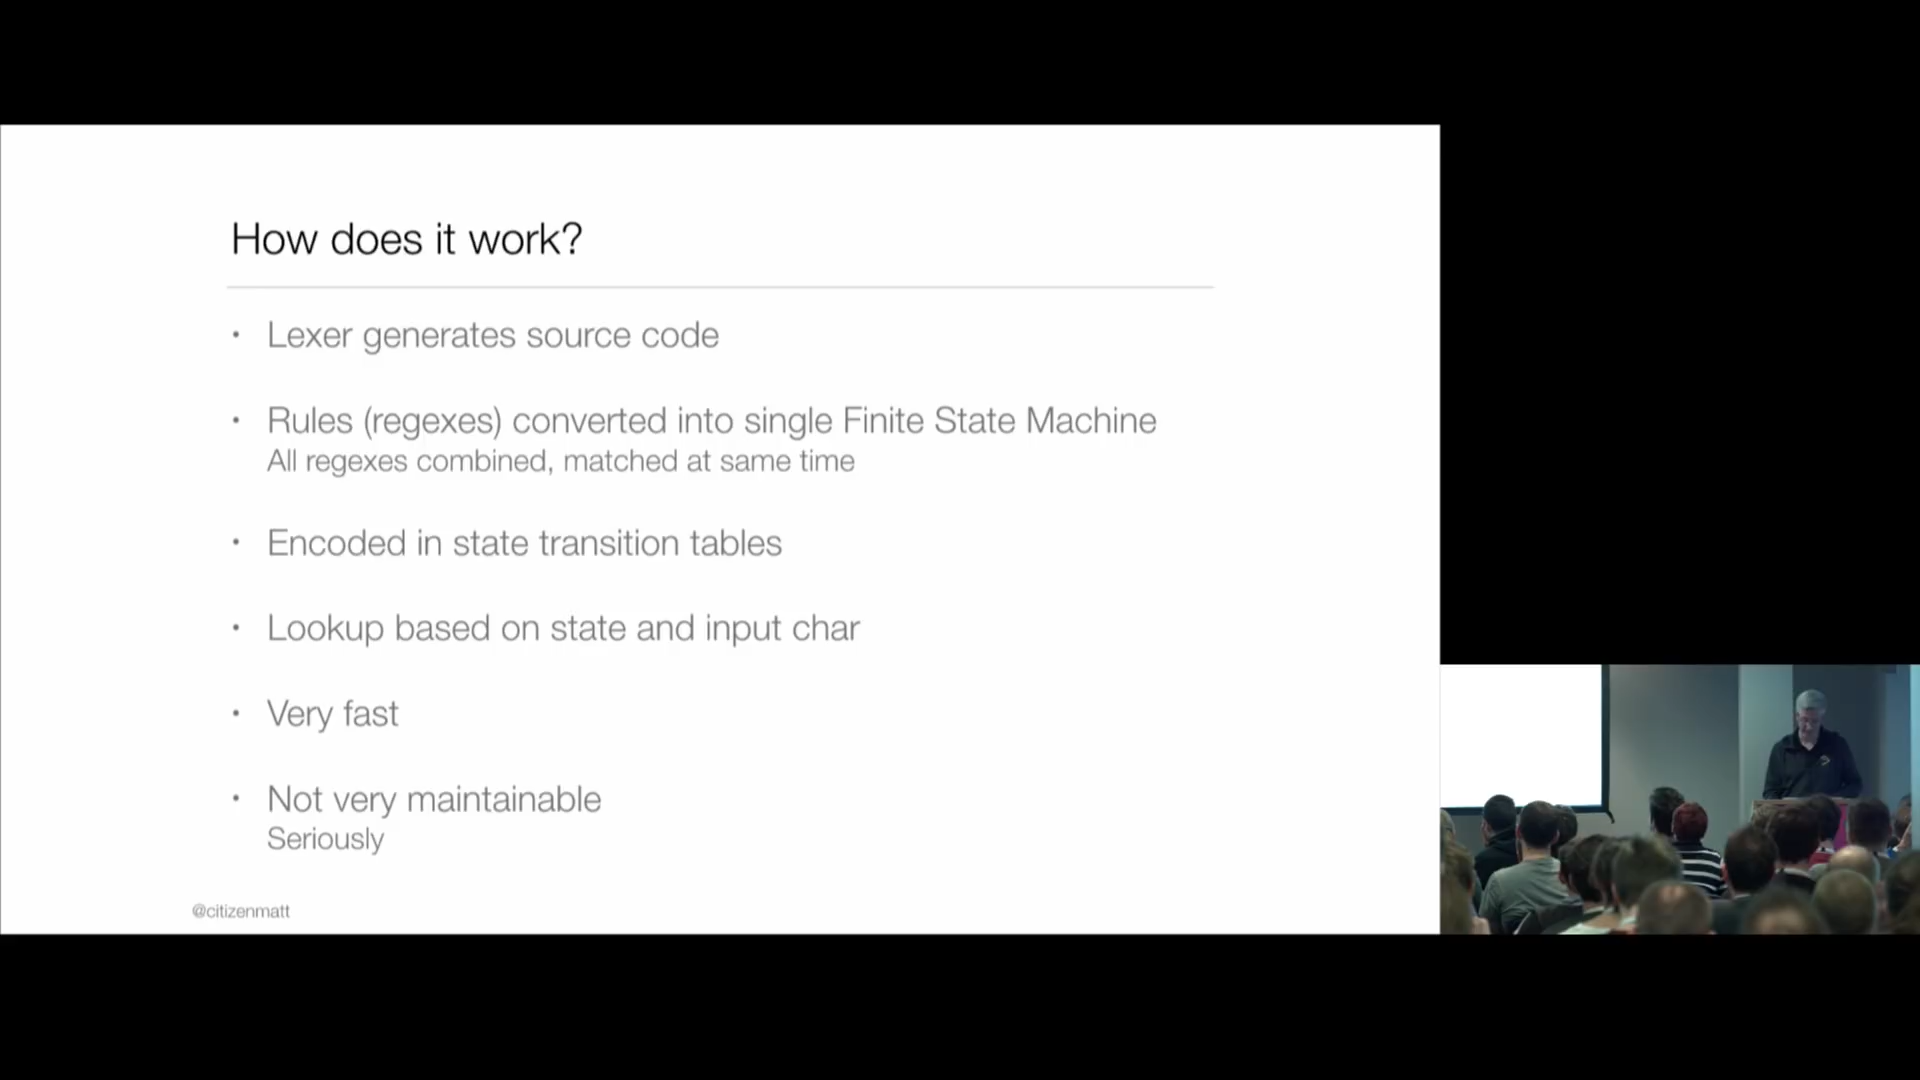 How does it work?
• Lexer generates source code
• Rules (regexes) converted into single Finite State Machine
All regexes combined, matched at same time
• Encoded in state transition tables
• Lookup based on state and input char
• Very fast
• Not very maintainable
Seriously
@citizenmatt